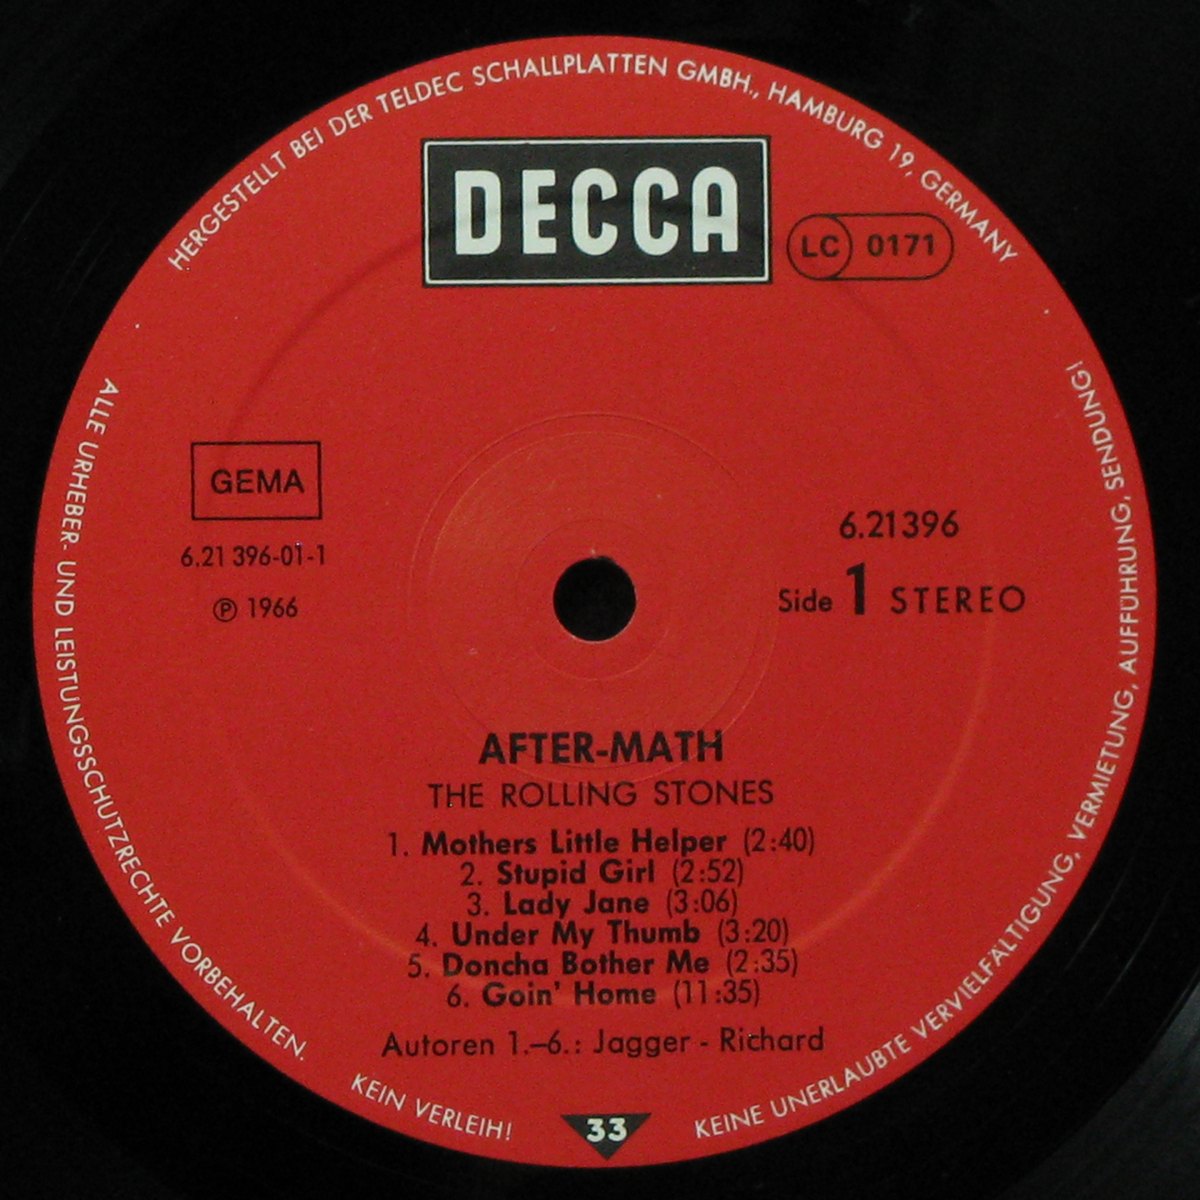 HERGESTELLT BEI DER TELDEC SCHALLPLATTEN GMBH., HAMBURG 19, GERMANY
DECCA
LC 0171
GEMA
6.21 396-01-1
Ⓟ 1966
6.21396
Side 1 STEREO
AFTER-MATH
THE ROLLING STONES
1. Mothers Little Helper (2:40)
2. Stupid Girl (2:52)
3. Lady Jane (3:06)
4. Under My Thumb (3:20)
5. Doncha Bother Me (2:35)
6. Goin' Home (11:35)
Autoren 1.–6.: Jagger - Richard
ALLE URHEBER- UND LEISTUNGSSCHUTZRECHTE VORBEHALTEN.
KEIN VERLEIH!
33
KEINE UNERLAUBTE VERVIELFÄLTIGUNG, VERMIETUNG, AUFFÜHRUNG, SENDUNG!